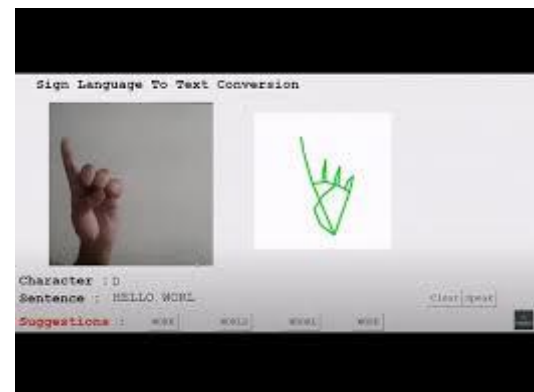 Sign Language To Text Conversion
Character : D
Sentence : HELLO WORL
Clear Speak
Suggestions :